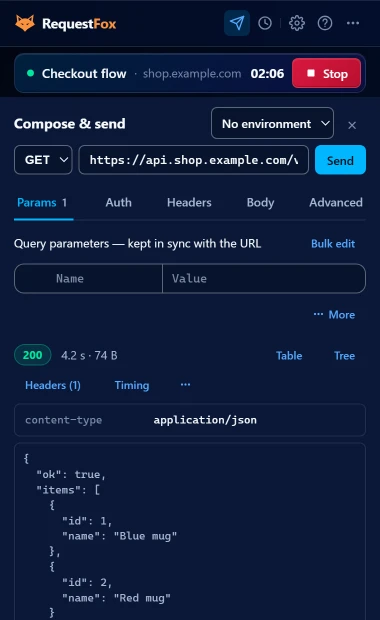 RequestFox
Checkout flow · shop.example.com 02:06 Stop
Compose & send No environment
GET https://api.shop.example.com/ Send
Params 1 Auth Headers Body Advanced
Query parameters — kept in sync with the URL Bulk edit
Name Value
··· More
200 4.2 s · 74 B Table Tree
Headers (1) Timing ···
content-type application/json
{
"ok": true,
"items": [
{
"id": 1,
"name": "Blue mug"
},
{
"id": 2,
"name": "Red mug"
}